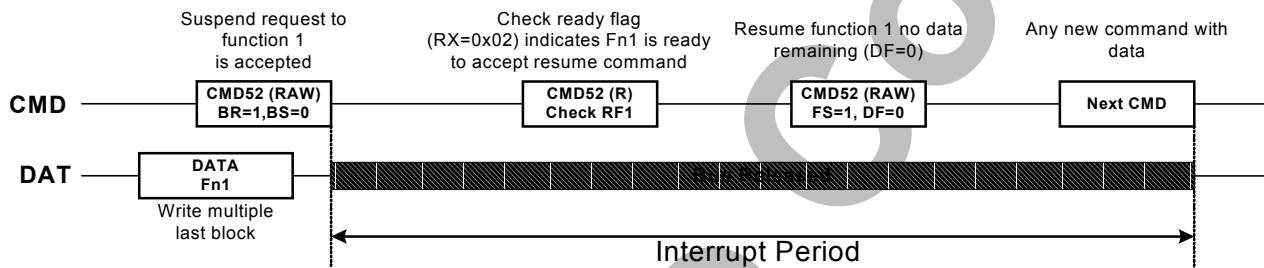 Suspend request to
function 1
is accepted
Check ready flag
(RX=0x02) indicates Fn1 is ready
to accept resume command
Resume function 1 no data
remaining (DF=0)
Any new command with
data
CMD
CMD52 (RAW)
BR=1,BS=0
CMD52 (R)
Check RF1
CMD52 (RAW)
FS=1, DF=0
Next CMD
DAT
DATA
Fn1
Bus Released
Write multiple
last block
Interrupt Period